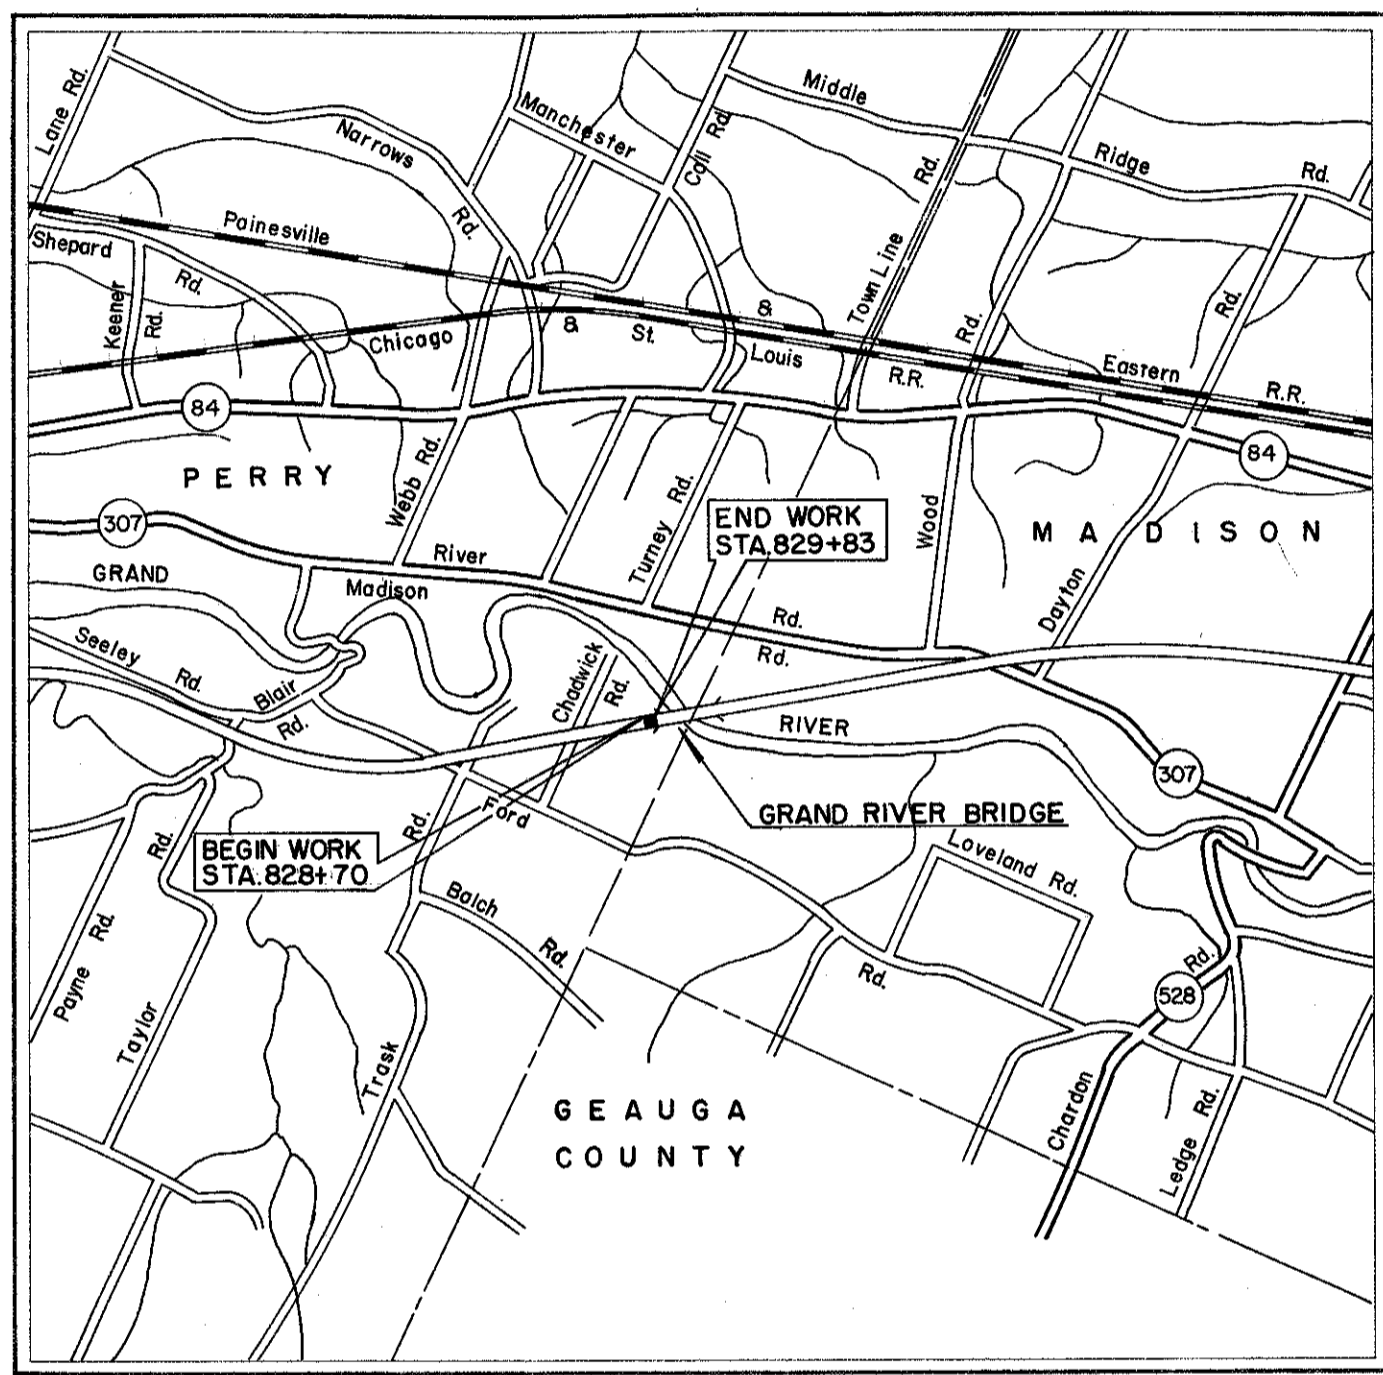 Lane Rd.
Narrows Rd.
Manchester
Call Rd.
Middle Ridge Rd.
Town Line Rd.
Painesville & Eastern R.R.
Shepard Rd.
Keener Rd.
Chicago & St. Louis R.R.
Rd.
Rd.
84
84
PERRY
MADISON
307
Webb Rd.
Turney Rd.
Wood
Dayton
END WORK
STA.829+83
GRAND
River Rd.
Madison Rd.
Seeley Rd.
Blair Rd.
Chadwick Rd.
RIVER
307
GRAND RIVER BRIDGE
BEGIN WORK
STA.828+70
Ford Rd.
Loveland Rd.
Balch Rd.
Payne Rd.
Taylor Rd.
Trask Rd.
528
Chardon Rd.
Ledge Rd.
GEAUGA
COUNTY